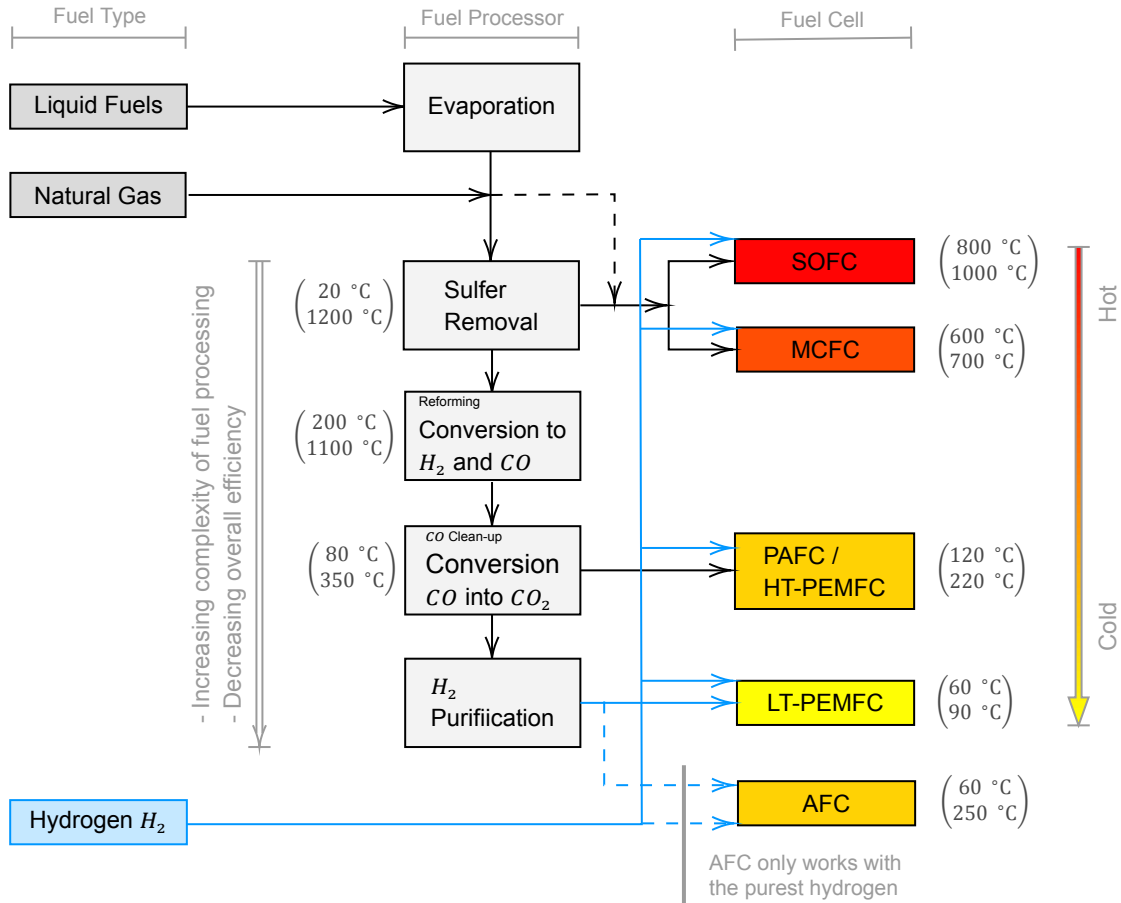 Fuel Type
Fuel Processor
Fuel Cell
Liquid Fuels
Evaporation
Natural Gas
SOFC
(800 °C
1000 °C)
Sulfer
Removal
(20 °C
1200 °C)
MCFC
(600 °C
700 °C)
Hot
Reforming
Conversion to
H₂ and CO
(200 °C
1100 °C)
- Increasing complexity of fuel processing
- Decreasing overall efficiency
CO Clean-up
Conversion
CO into CO₂
(80 °C
350 °C)
PAFC /
HT-PEMFC
(120 °C
220 °C)
Cold
H₂
Purifiication
LT-PEMFC
(60 °C
90 °C)
AFC
(60 °C
250 °C)
Hydrogen H₂
AFC only works with
the purest hydrogen